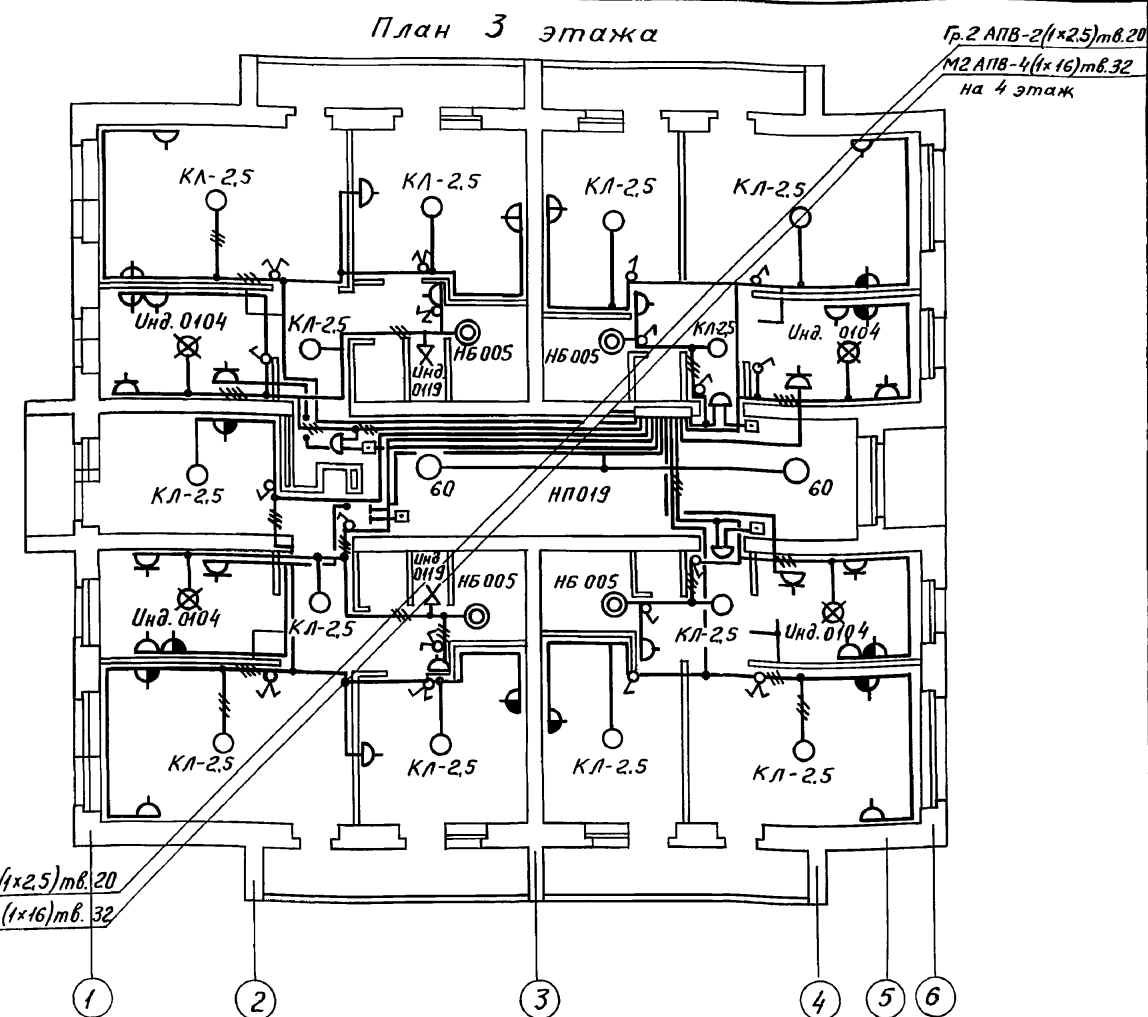 План 3 этажа
Гр.2 АПВ-2(1×2.5)тв.20
М2 АПВ-4(1×16)тв.32
на 4 этаж
КЛ-2,5
КЛ-2,5
КЛ-2,5
КЛ-2.5
Инд. 0104
КЛ-2,5
НБ 005
Инд
0119
НБ 005
КЛ-2,5
Инд. 0104
КЛ-2.5
60
НП019
60
Инд
0119
НБ 005
НБ 005
Инд. 0104
КЛ-2,5
КЛ-2,5
Инд. 0104
КЛ-2,5
КЛ-2,5
КЛ-2,5
КЛ-2.5
(1×2,5)тв.20
(1×16)тв.32
1
2
3
4
5
6